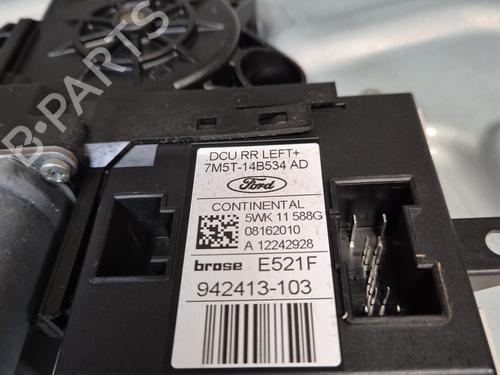 DCU RR LEFT+
7M5T-14B534 AD
Ford
CONTINENTAL
5WK 11 588G
08162010
A 12242928
brose E521F
942413-103
B-PARTS